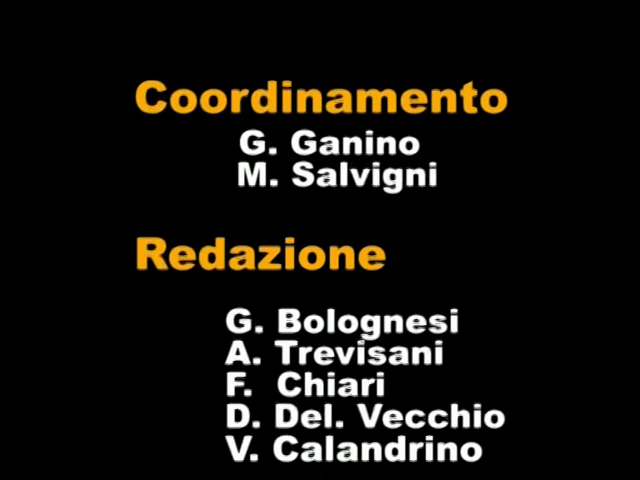 Coordinamento
G. Ganino
M. Salvigni
Redazione
G. Bolognesi
A. Trevisani
F. Chiari
D. Del. Vecchio
V. Calandrino